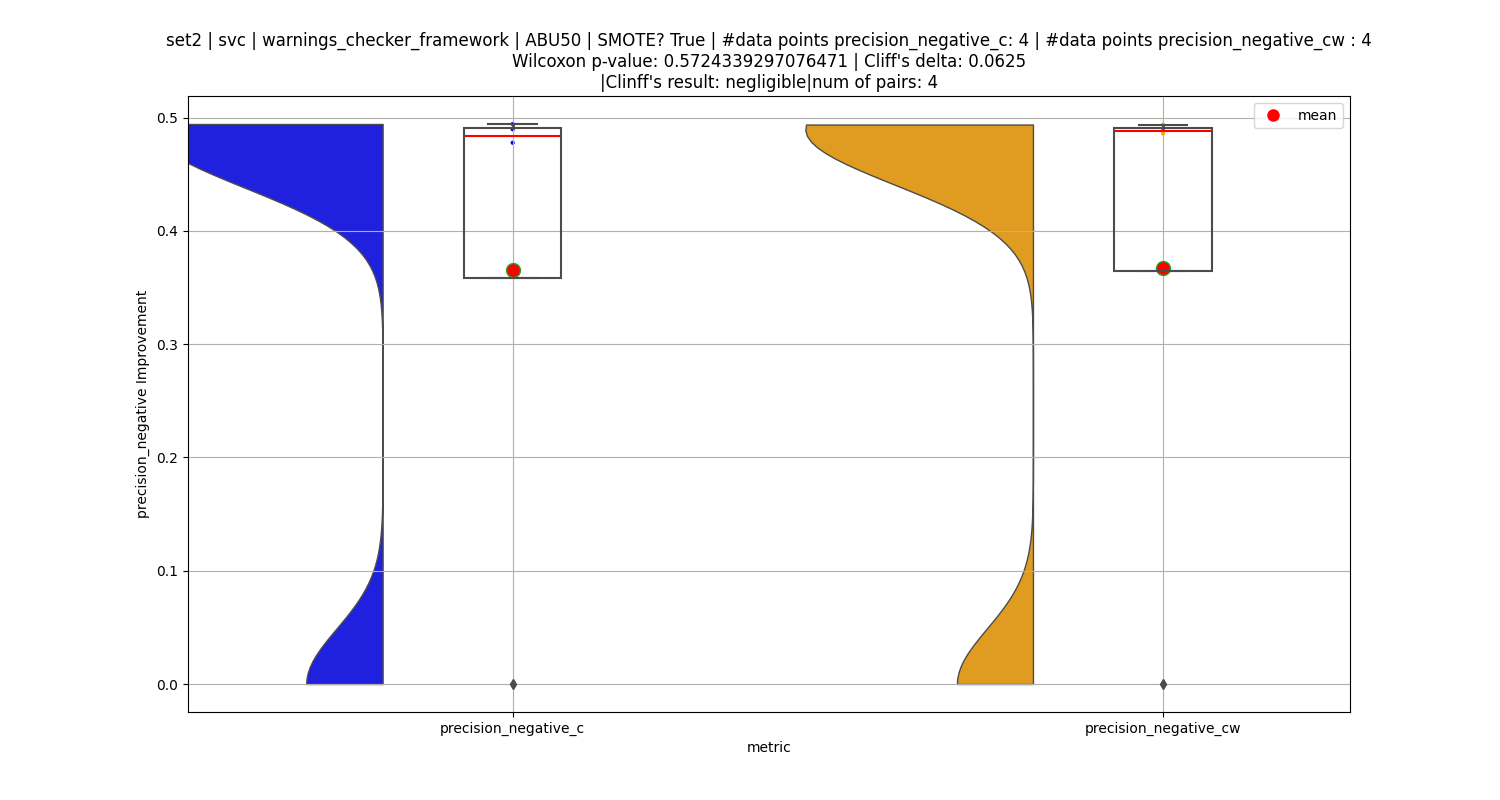 set2 | svc | warnings_checker_framework | ABU50 | SMOTE? True | #data points precision_negative_c: 4 | #data points precision_negative_cw : 4
Wilcoxon p-value: 0.5724339297076471 | Cliff's delta: 0.0625
|Clinff's result: negligible|num of pairs: 4
mean
0.5
0.4
0.3
0.2
0.1
0.0
precision_negative Improvement
precision_negative_c
precision_negative_cw
metric